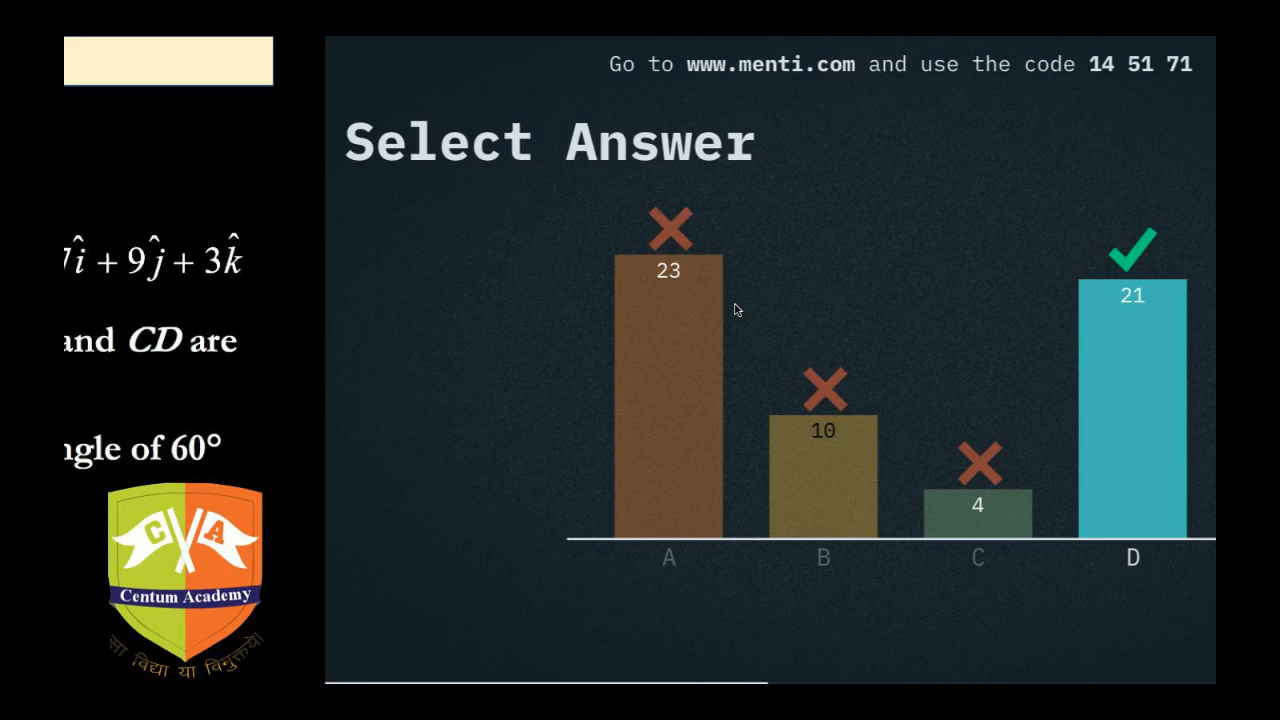 Go to www.menti.com and use the code 14 51 71
Select Answer
î + 9ĵ + 3k̂
and CD are
ngle of 60°
C A
Centum Academy
सा विद्या या विमुक्तये
23
10
4
21
A
B
C
D